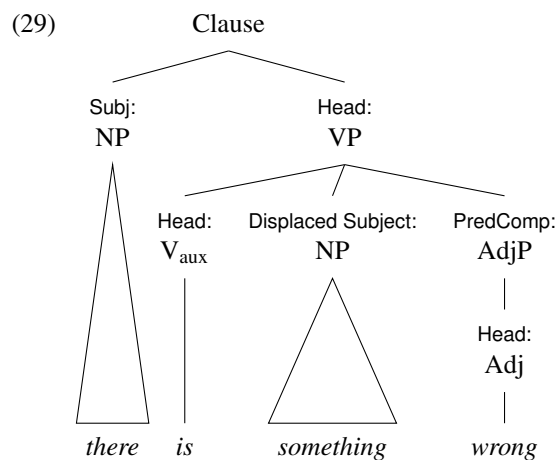 (29) Clause
Subj: Head:
NP VP
Head: Displaced Subject: PredComp:
Vaux NP AdjP
Head:
Adj
there is something wrong